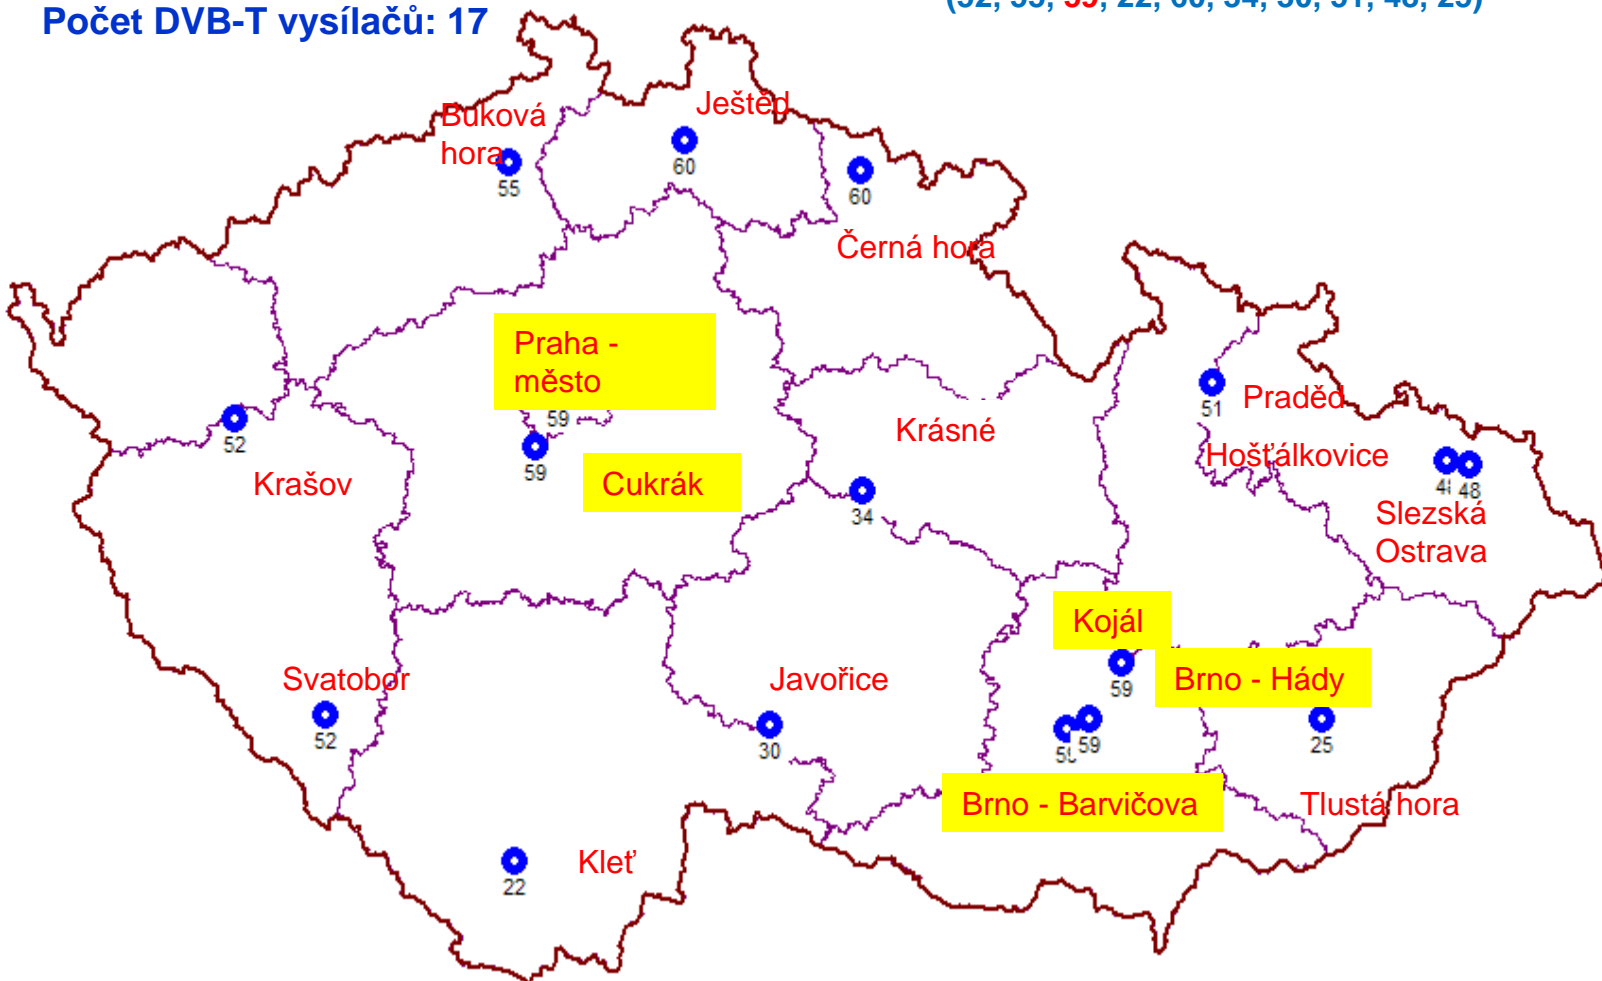 Počet DVB-T vysílačů: 17
Ještěd
Buková
hora
55
60
60
Černá hora
Praha -
město
59
59
Cukrák
52
Krašov
Krásné
34
51
Praděd
Hošťálkovice
48
Slezská
Ostrava
Kojál
59
Brno - Hády
Svatobor
52
Javořice
30
59
25
Brno - Barvičova
Tlustá hora
Kleť
22